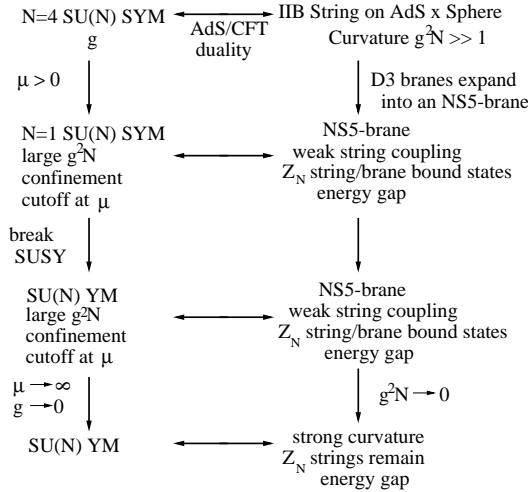 N=4 SU(N) SYM
g
AdS/CFT
duality
IIB String on AdS x Sphere
Curvature g²N >> 1
μ > 0
D3 branes expand
into an NS5-brane
N=1 SU(N) SYM
large g²N
confinement
cutoff at μ
NS5-brane
weak string coupling
Z_N string/brane bound states
energy gap
break
SUSY
SU(N) YM
large g²N
confinement
cutoff at μ
NS5-brane
weak string coupling
Z_N string/brane bound states
energy gap
μ → ∞
g → 0
g²N → 0
SU(N) YM
strong curvature
Z_N strings remain
energy gap